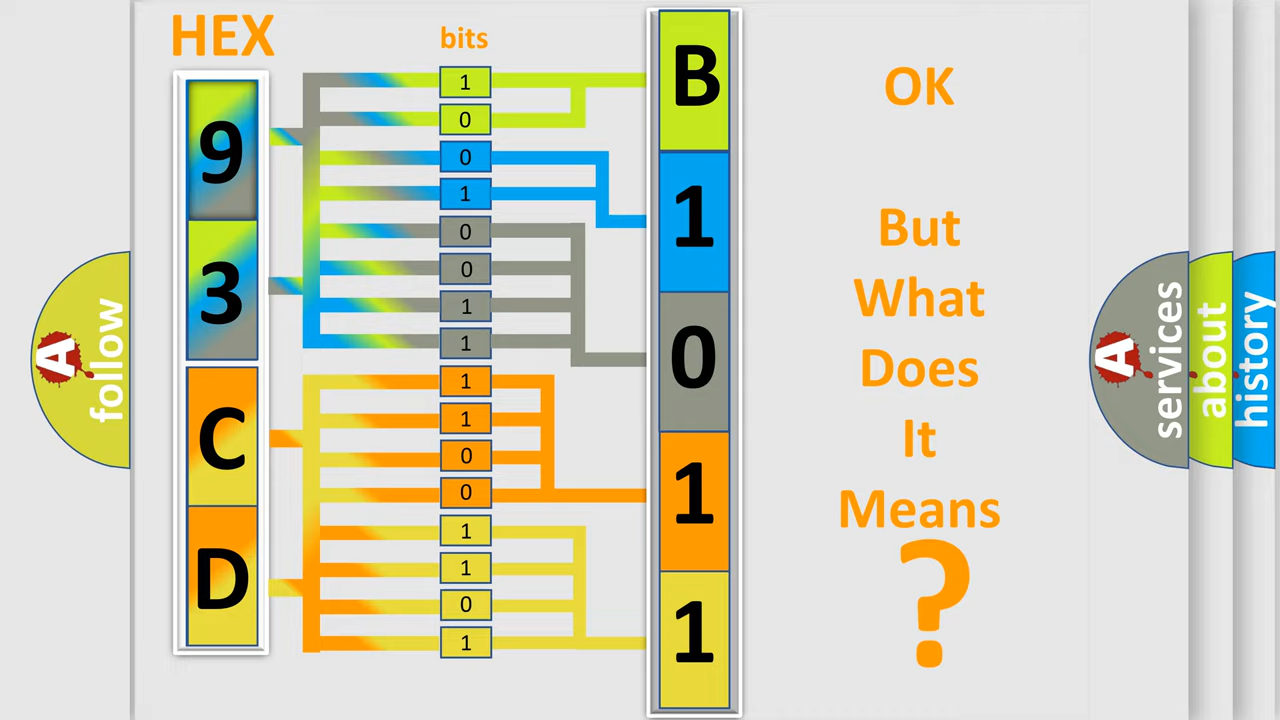 HEX
bits
9
3
C
D
1
0
0
1
0
0
1
1
1
1
0
0
1
1
0
1
B
1
0
1
1
OK
But
What
Does
It
Means
?
A
follow
A
services
about
history